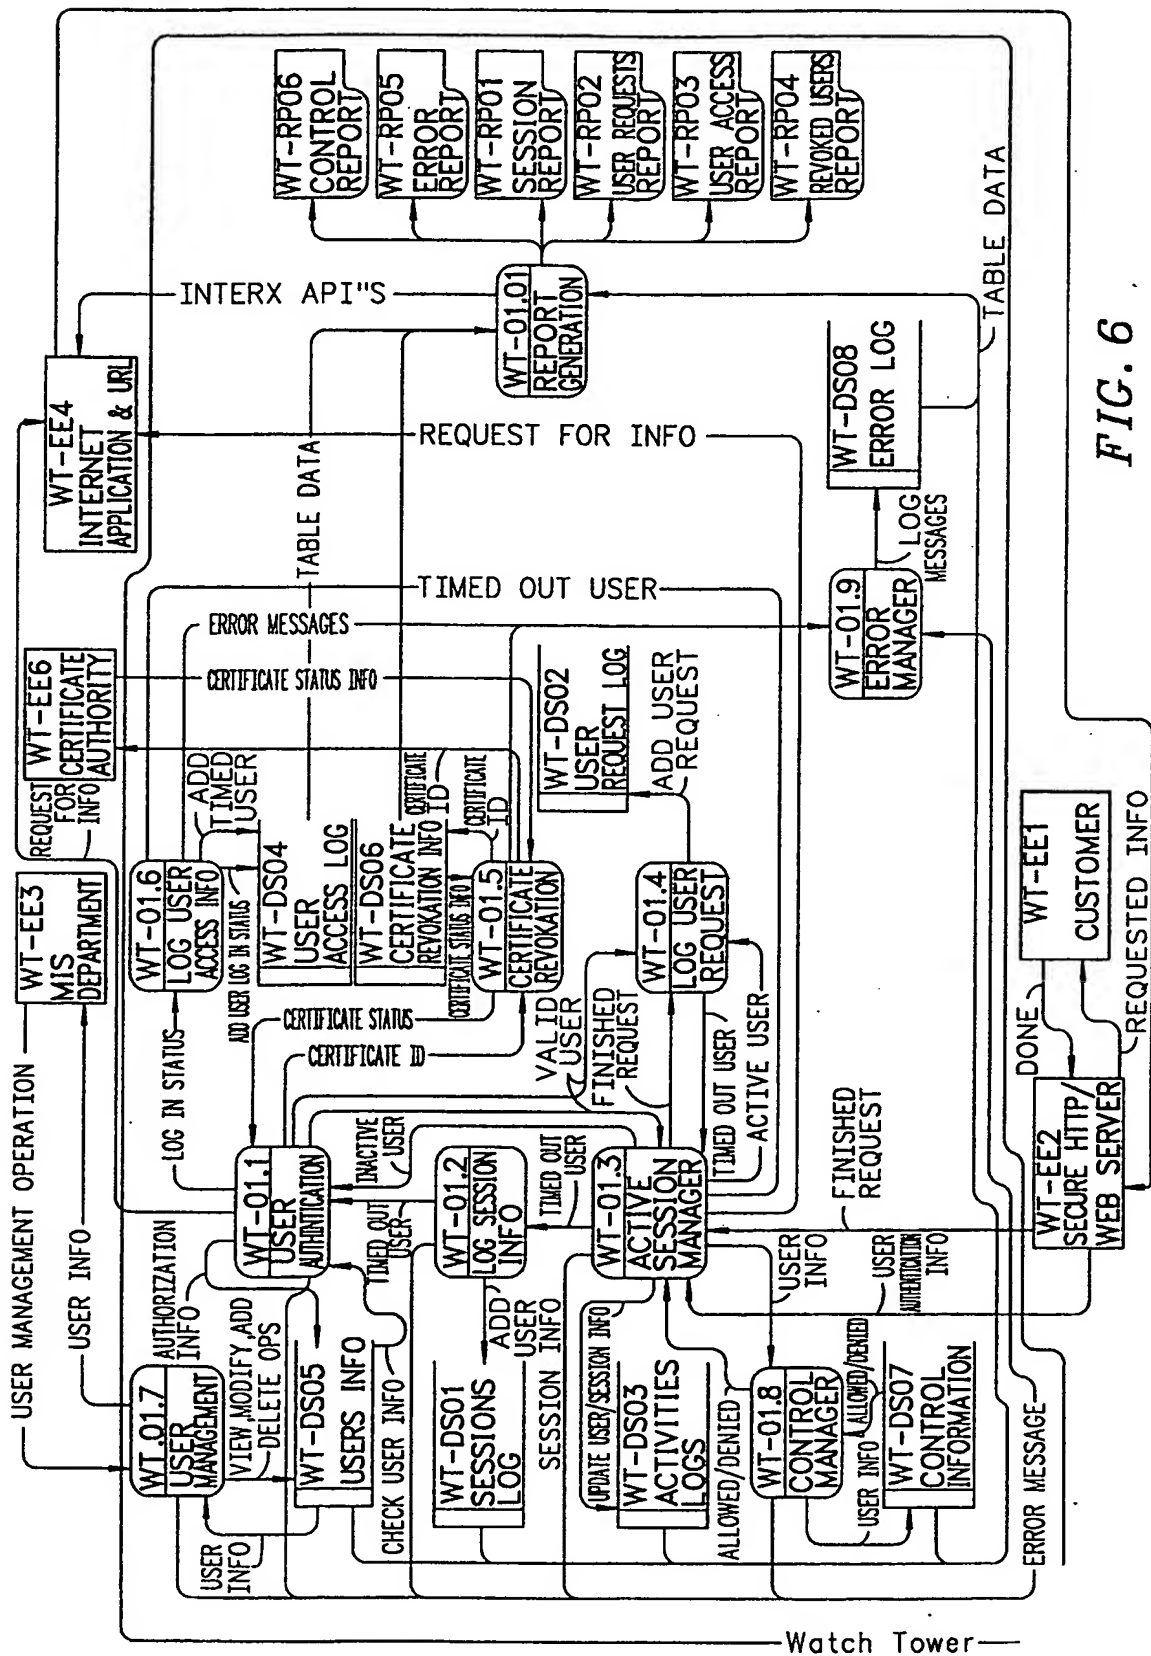 WT-EE4
INTERNET
APPLICATION & URL
WT-EE6
CERTIFICATE
AUTHORITY
WT-EE3
MIS
DEPARTMENT
REQUEST
FOR
INFO
USER MANAGEMENT OPERATION
USER INFO
INTERX API"S
REQUEST FOR INFO
TABLE DATA
TIMED OUT USER
ERROR MESSAGES
CERTIFICATE STATUS INFO
WT-RP06
CONTROL
REPORT
WT-RP05
ERROR
REPORT
WT-RP01
SESSION
REPORT
WT-RP02
USER REQUESTS
REPORT
WT-RP03
USER ACCESS
REPORT
WT-RP04
REVOKED USERS
REPORT
WT-01.01
REPORT
GENERATION
TABLE DATA
WT-DS08
ERROR LOG
LOG
MESSAGES
WT-01.9
ERROR
MANAGER
WT-01.6
LOG USER
ACCESS INFO
ADD
TIMED
USER
ADD USER LOG IN STATUS
WT-DS04
USER
ACCESS LOG
WT-DS06
CERTIFICATE
REVOKATION INFO
CERTIFICATE
ID
CERTIFICATE
ID
CERTIFICATE STATUS INFO
WT-01.5
CERTIFICATE
REVOKATION
WT-DS02
USER
REQUEST LOG
ADD USER
REQUEST
WT-01.4
LOG USER
REQUEST
LOG IN STATUS
CERTIFICATE STATUS
CERTIFICATE ID
VALID
USER
FINISHED
REQUEST
TIMED OUT USER
ACTIVE USER
WT-01.1
USER
AUTHINTICATION
INACTIVE
USER
TIMED OUT
USER
WT-01.2
LOG SESSION
INFO
TIMED OUT
USER
WT-01.3
ACTIVE
SESSION
MANAGER
WT.01.7
USER
MANAGEMENT
AUTHORIZATION
INFO
VIEW,MODIFY,ADD
DELETE OPS
USER
INFO
WT-DS05
USERS INFO
CHECK USER INFO
WT-DS01
SESSIONS
LOG
ADD
USER
SESSION INFO
UPDATE USER/SESSION INFO
WT-DS03
ACTIVITIES
LOGS
ALLOWED/DENIED
WT-01.8
CONTROL
MANAGER
USER
INFO
ALLOWED/DENIED
USER INFO
WT-DS07
CONTROL
INFORMATION
USER
AUTHENTICATION
INFO
FINISHED
REQUEST
WT-EE2
SECURE HTTP/
WEB SERVER
DONE
WT-EE1
CUSTOMER
REQUESTED INFO
ERROR MESSAGE
Watch Tower
FIG. 6